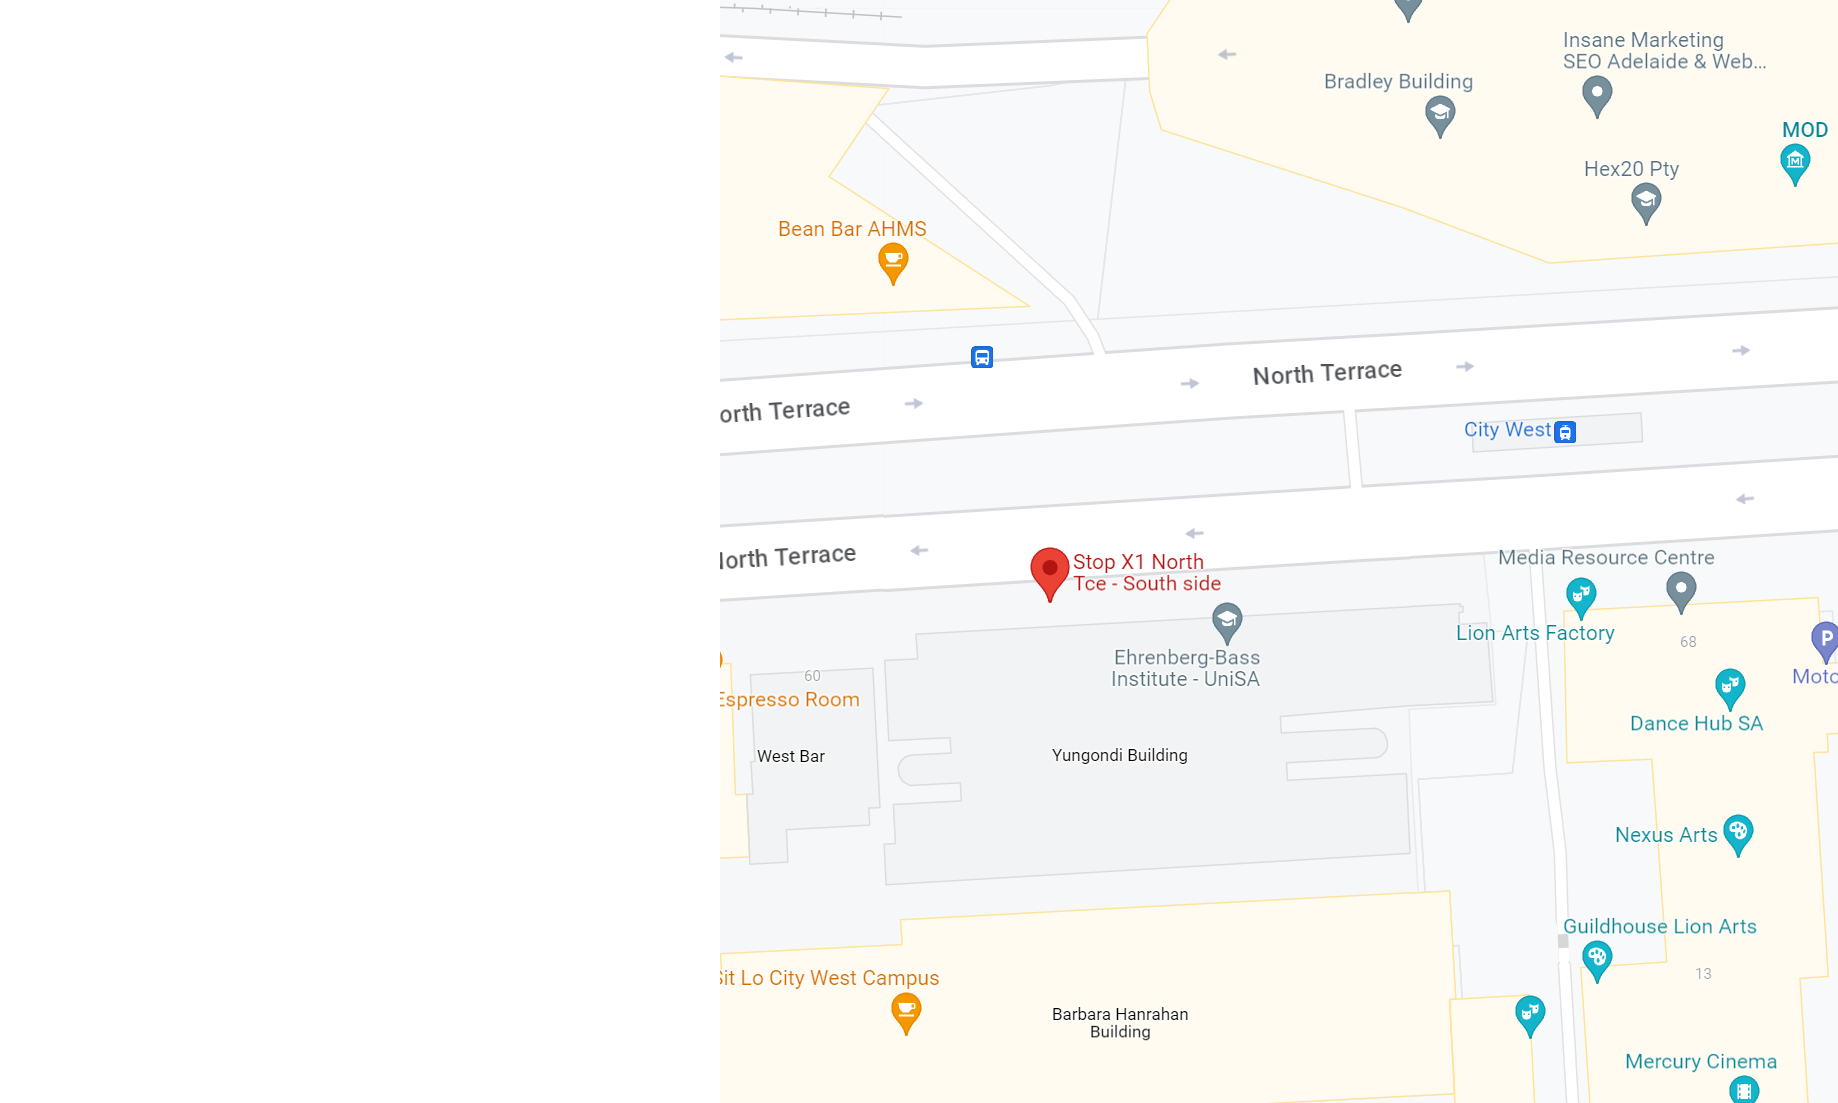 Insane Marketing
SEO Adelaide & Web...
Bradley Building
MOD
Hex20 Pty
Bean Bar AHMS
North Terrace
orth Terrace
City West
orth Terrace
Stop X1 North
Tce - South side
Media Resource Centre
Lion Arts Factory
68
P
Ehrenberg-Bass
Institute - UniSA
60
Moto
Espresso Room
Dance Hub SA
West Bar
Yungondi Building
Nexus Arts
Guildhouse Lion Arts
13
Sit Lo City West Campus
Barbara Hanrahan
Building
Mercury Cinema